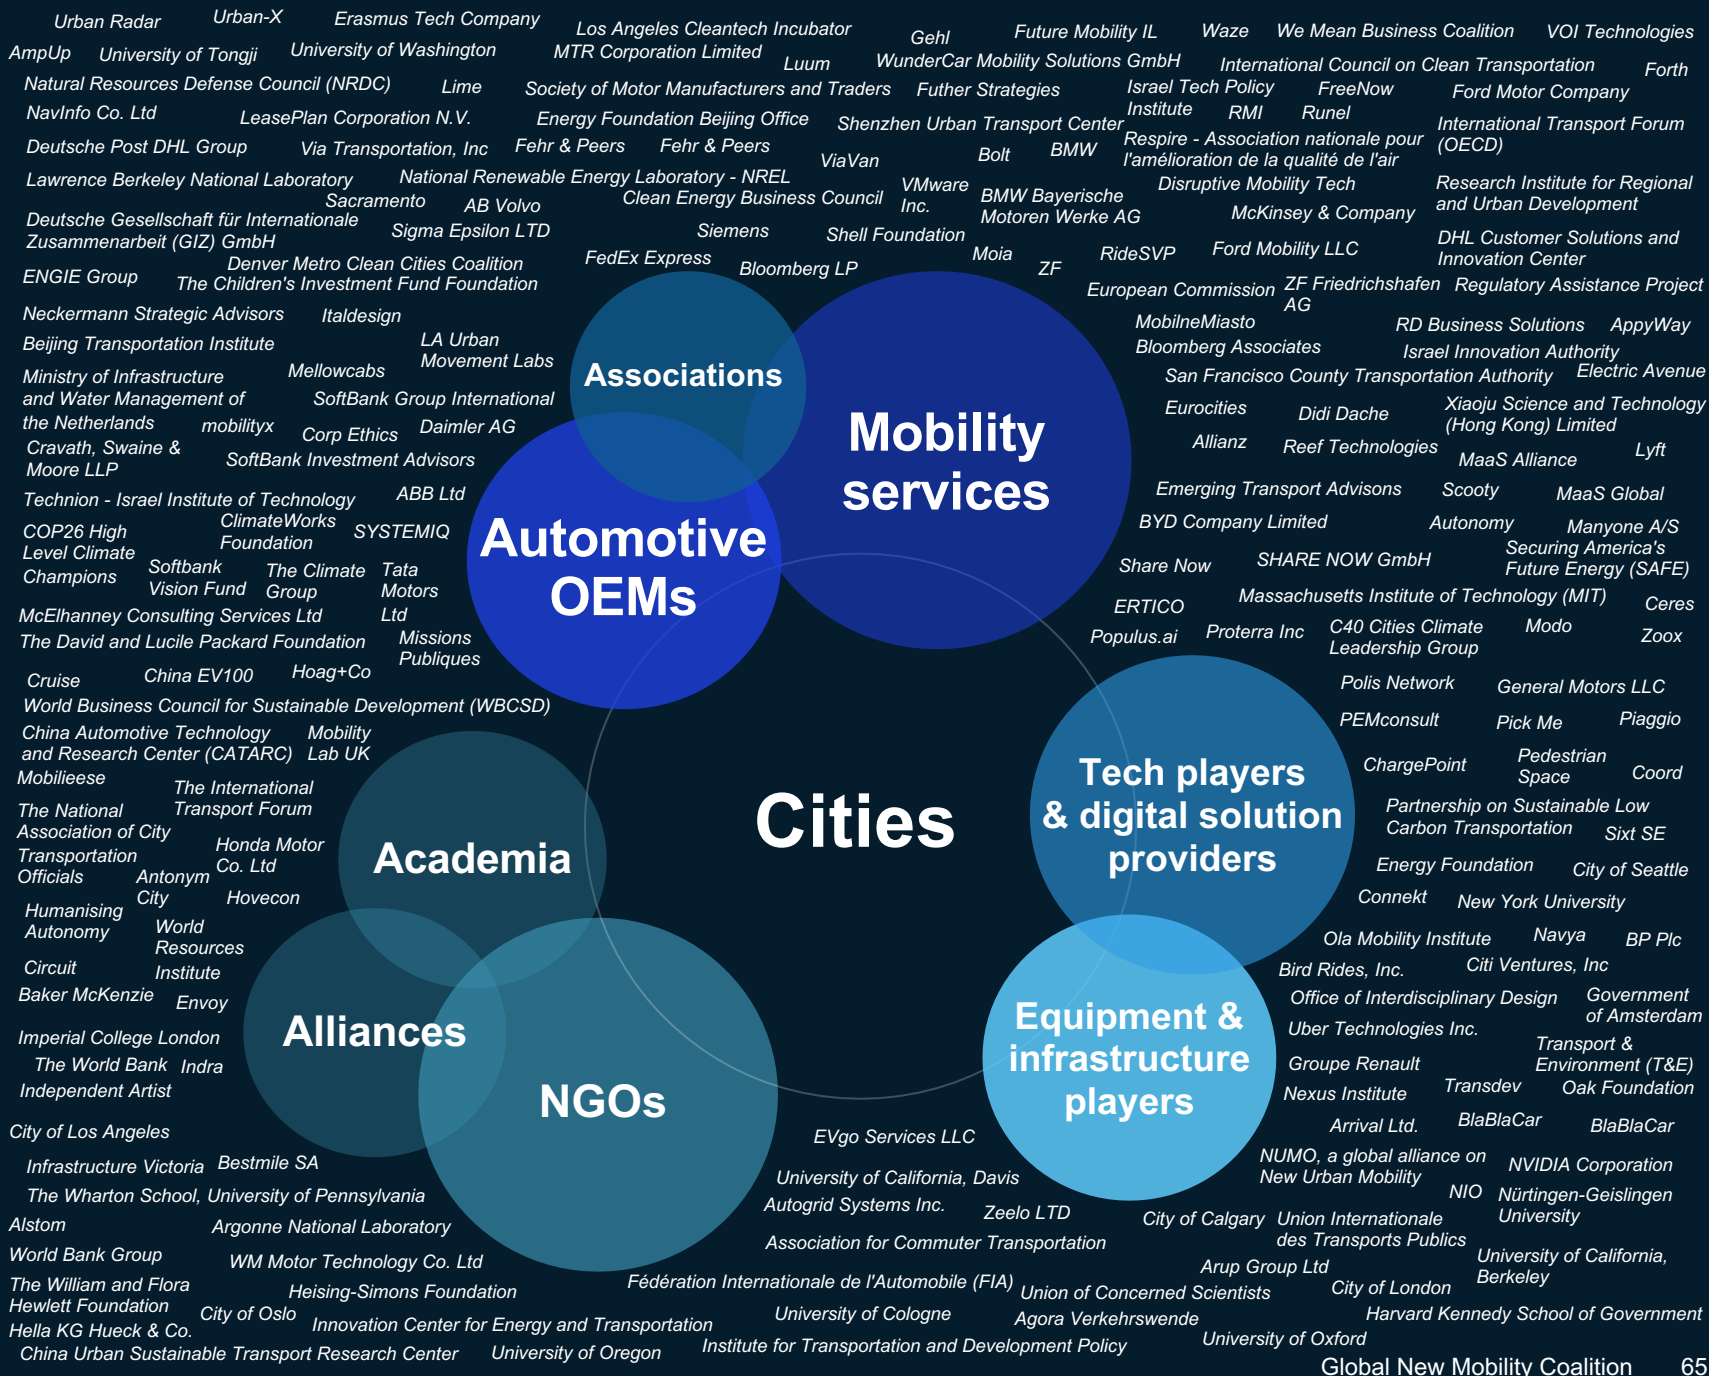 Urban Radar
Urban-X
Erasmus Tech Company
Los Angeles Cleantech Incubator
Gehl
Future Mobility IL
Waze
We Mean Business Coalition
VOI Technologies
AmpUp
University of Tongji
University of Washington
MTR Corporation Limited
Luum
WunderCar Mobility Solutions GmbH
International Council on Clean Transportation
Forth
Natural Resources Defense Council (NRDC)
Lime
Society of Motor Manufacturers and Traders
Futher Strategies
Israel Tech Policy
Institute
FreeNow
Ford Motor Company
NavInfo Co. Ltd
LeasePlan Corporation N.V.
Energy Foundation Beijing Office
Shenzhen Urban Transport Center
RMI
Runel
International Transport Forum
(OECD)
Deutsche Post DHL Group
Via Transportation, Inc
Fehr & Peers
Fehr & Peers
ViaVan
Bolt
BMW
Respire - Association nationale pour
l'amélioration de la qualité de l'air
Lawrence Berkeley National Laboratory
National Renewable Energy Laboratory - NREL
Sacramento
AB Volvo
Clean Energy Business Council
VMware
Inc.
BMW Bayerische
Motoren Werke AG
Disruptive Mobility Tech
McKinsey & Company
Research Institute for Regional
and Urban Development
Deutsche Gesellschaft für Internationale
Zusammenarbeit (GIZ) GmbH
Sigma Epsilon LTD
Siemens
Shell Foundation
Moia
ZF
RideSVP
Ford Mobility LLC
DHL Customer Solutions and
Innovation Center
ENGIE Group
Denver Metro Clean Cities Coalition
The Children's Investment Fund Foundation
FedEx Express
Bloomberg LP
European Commission
ZF Friedrichshafen
AG
Regulatory Assistance Project
Neckermann Strategic Advisors
Italdesign
MobilneMiasto
RD Business Solutions
AppyWay
Beijing Transportation Institute
LA Urban
Movement Labs
Bloomberg Associates
Israel Innovation Authority
Ministry of Infrastructure
and Water Management of
the Netherlands
Mellowcabs
San Francisco County Transportation Authority
Electric Avenue
SoftBank Group International
Eurocities
Didi Dache
Xiaoju Science and Technology
(Hong Kong) Limited
mobilityx
Corp Ethics
Daimler AG
Allianz
Reef Technologies
MaaS Alliance
Lyft
Cravath, Swaine &
Moore LLP
SoftBank Investment Advisors
Technion - Israel Institute of Technology
ABB Ltd
Emerging Transport Advisons
Scooty
MaaS Global
COP26 High
Level Climate
Champions
ClimateWorks
Foundation
SYSTEMIQ
BYD Company Limited
Autonomy
Manyone A/S
Softbank
Vision Fund
The Climate
Group
Tata
Motors
Ltd
Share Now
SHARE NOW GmbH
Securing America's
Future Energy (SAFE)
McElhanney Consulting Services Ltd
ERTICO
Massachusetts Institute of Technology (MIT)
Ceres
The David and Lucile Packard Foundation
Missions
Publiques
Populus.ai
Proterra Inc
C40 Cities Climate
Leadership Group
Modo
Zoox
Cruise
China EV100
Hoag+Co
Polis Network
General Motors LLC
World Business Council for Sustainable Development (WBCSD)
PEMconsult
Pick Me
Piaggio
China Automotive Technology
and Research Center (CATARC)
Mobility
Lab UK
ChargePoint
Pedestrian
Space
Coord
Mobilieese
The International
Transport Forum
Partnership on Sustainable Low
Carbon Transportation
Sixt SE
The National
Association of City
Transportation
Officials
Honda Motor
Co. Ltd
Energy Foundation
City of Seattle
Antonym
City
Hovecon
Connekt
New York University
Humanising
Autonomy
World
Resources
Institute
Ola Mobility Institute
Navya
BP Plc
Circuit
Bird Rides, Inc.
Citi Ventures, Inc
Baker McKenzie
Envoy
Office of Interdisciplinary Design
Government
of Amsterdam
Imperial College London
Uber Technologies Inc.
The World Bank
Indra
Groupe Renault
Transport &
Environment (T&E)
Independent Artist
Nexus Institute
Transdev
Oak Foundation
City of Los Angeles
Arrival Ltd.
BlaBlaCar
BlaBlaCar
Associations
Mobility
services
Automotive
OEMs
Cities
Tech players
& digital solution
providers
Academia
Alliances
NGOs
Equipment &
infrastructure
players
Infrastructure Victoria
Bestmile SA
EVgo Services LLC
NUMO, a global alliance on
New Urban Mobility
NVIDIA Corporation
The Wharton School, University of Pennsylvania
University of California, Davis
NIO
Nürtingen-Geislingen
University
Alstom
Argonne National Laboratory
Autogrid Systems Inc.
Zeelo LTD
City of Calgary
Union Internationale
des Transports Publics
World Bank Group
WM Motor Technology Co. Ltd
Association for Commuter Transportation
Arup Group Ltd
University of California,
Berkeley
The William and Flora
Hewlett Foundation
Heising-Simons Foundation
Fédération Internationale de l'Automobile (FIA)
Union of Concerned Scientists
City of London
Hella KG Hueck & Co.
City of Oslo
Innovation Center for Energy and Transportation
University of Cologne
Agora Verkehrswende
Harvard Kennedy School of Government
China Urban Sustainable Transport Research Center
University of Oregon
Institute for Transportation and Development Policy
University of Oxford
Global New Mobility Coalition
65